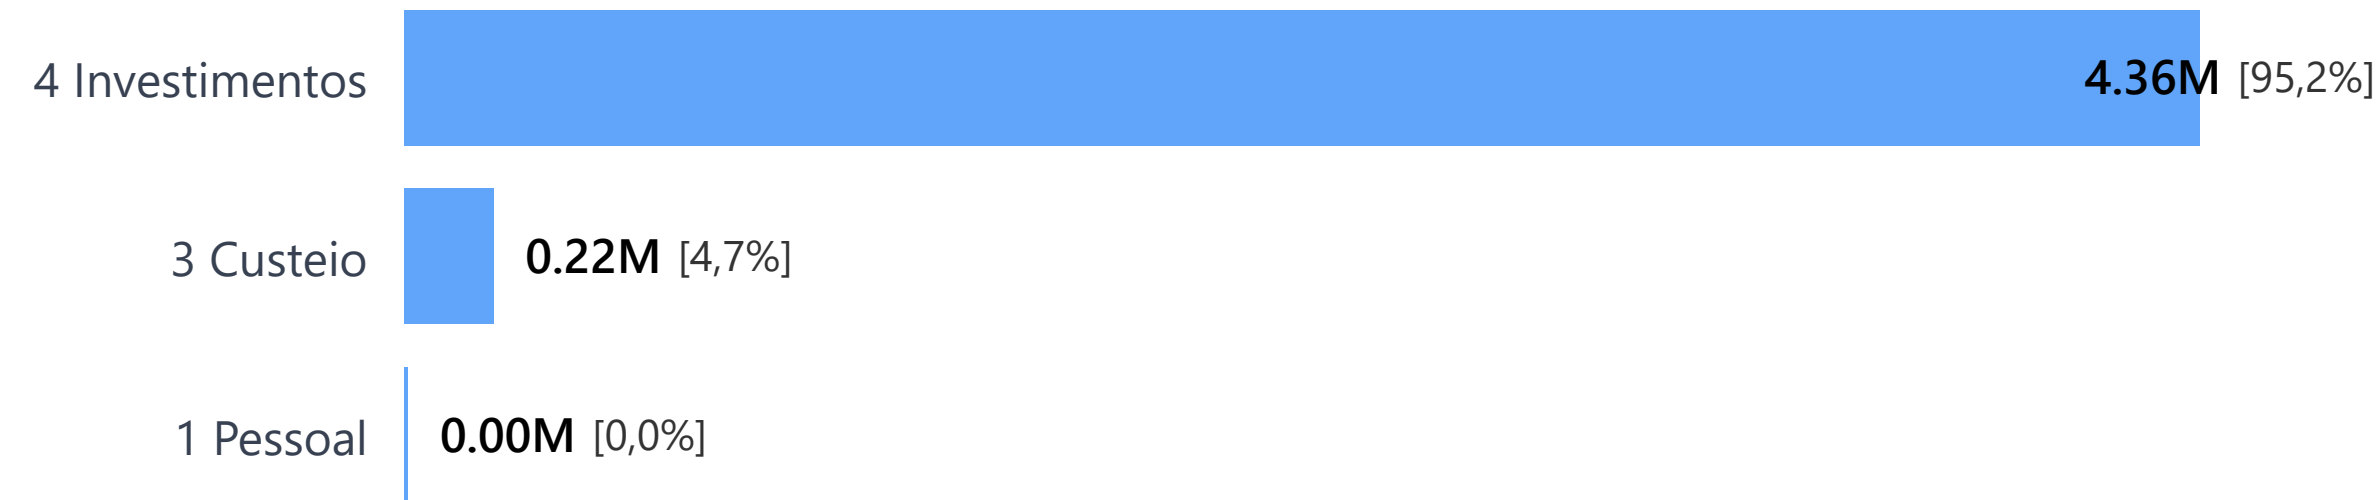 4 Investimentos 4.36M [95,2%]
3 Custeio 0.22M [4,7%]
1 Pessoal 0.00M [0,0%]